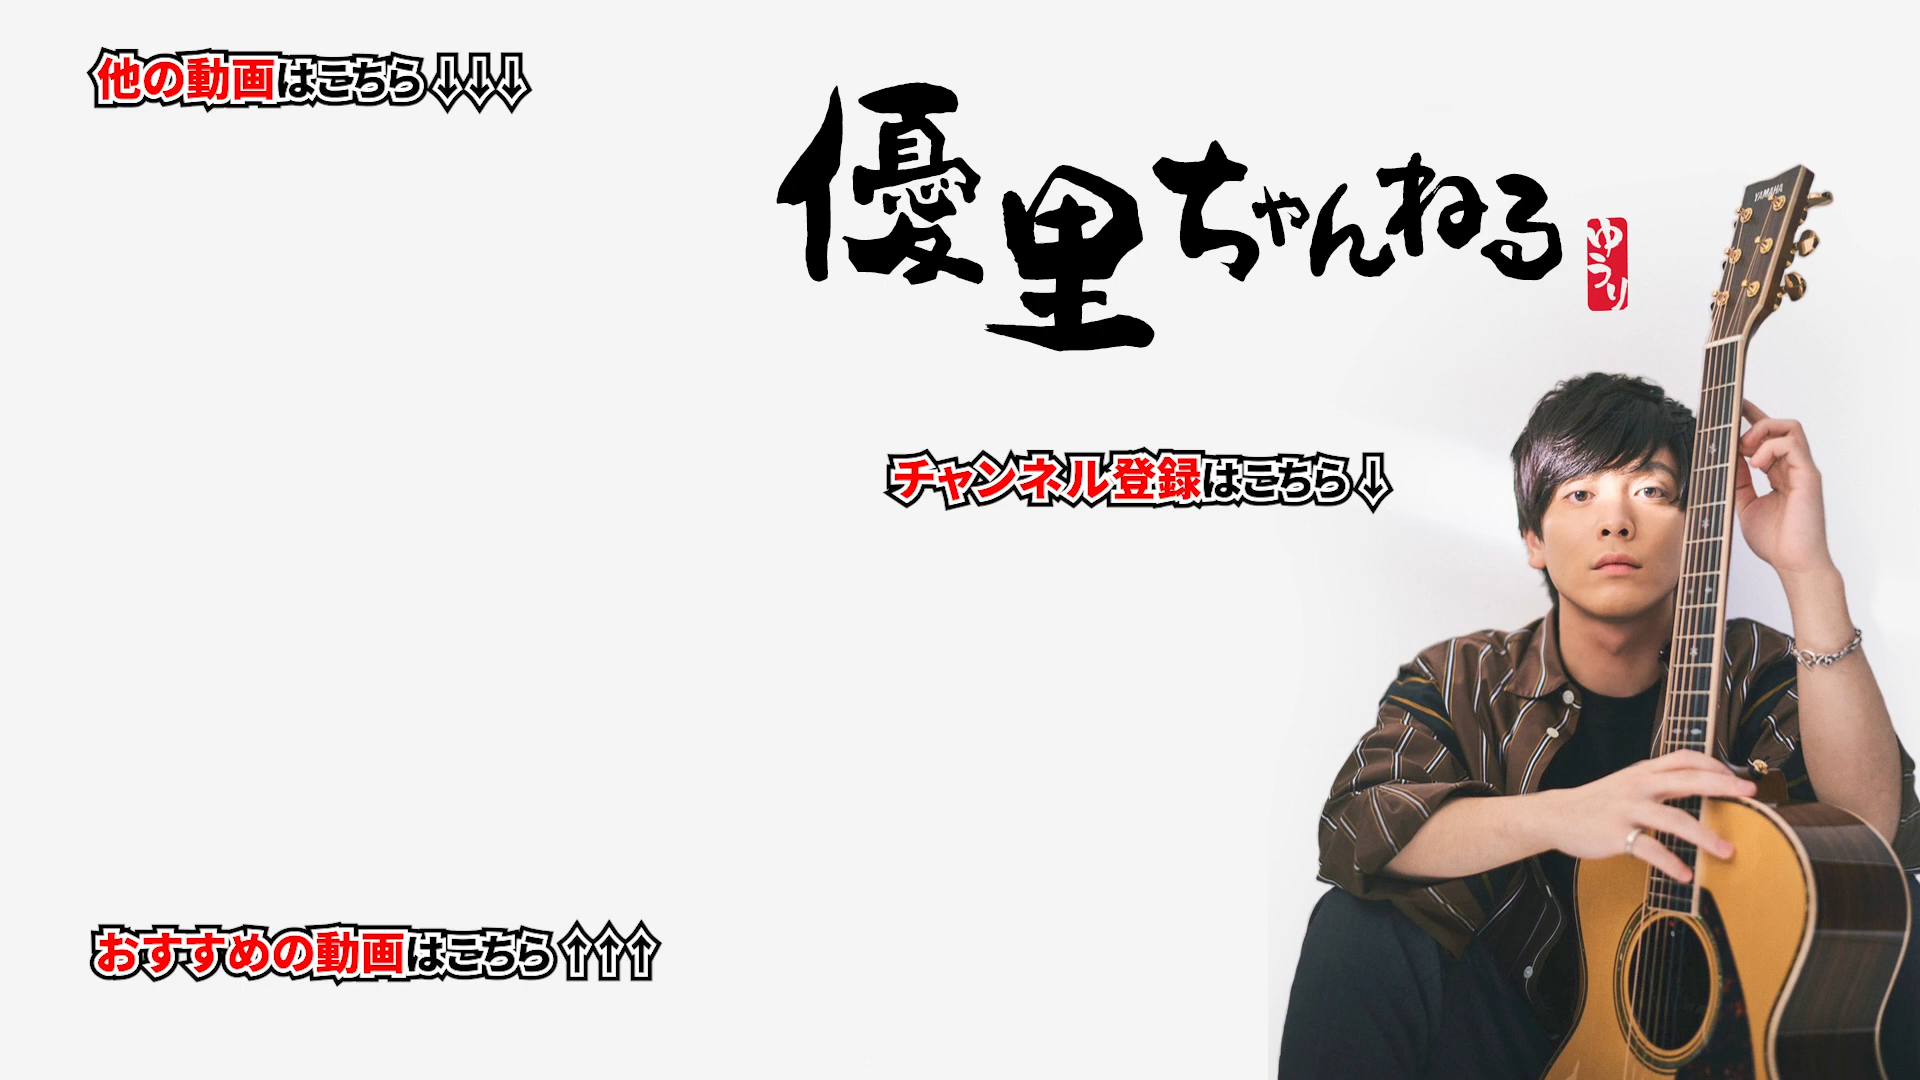 他の動画はこちら↓↓↓
優里ちゃんねる
ゆうり
YAMAHA
チャンネル登録はこちら↓
おすすめの動画はこちら↑↑↑